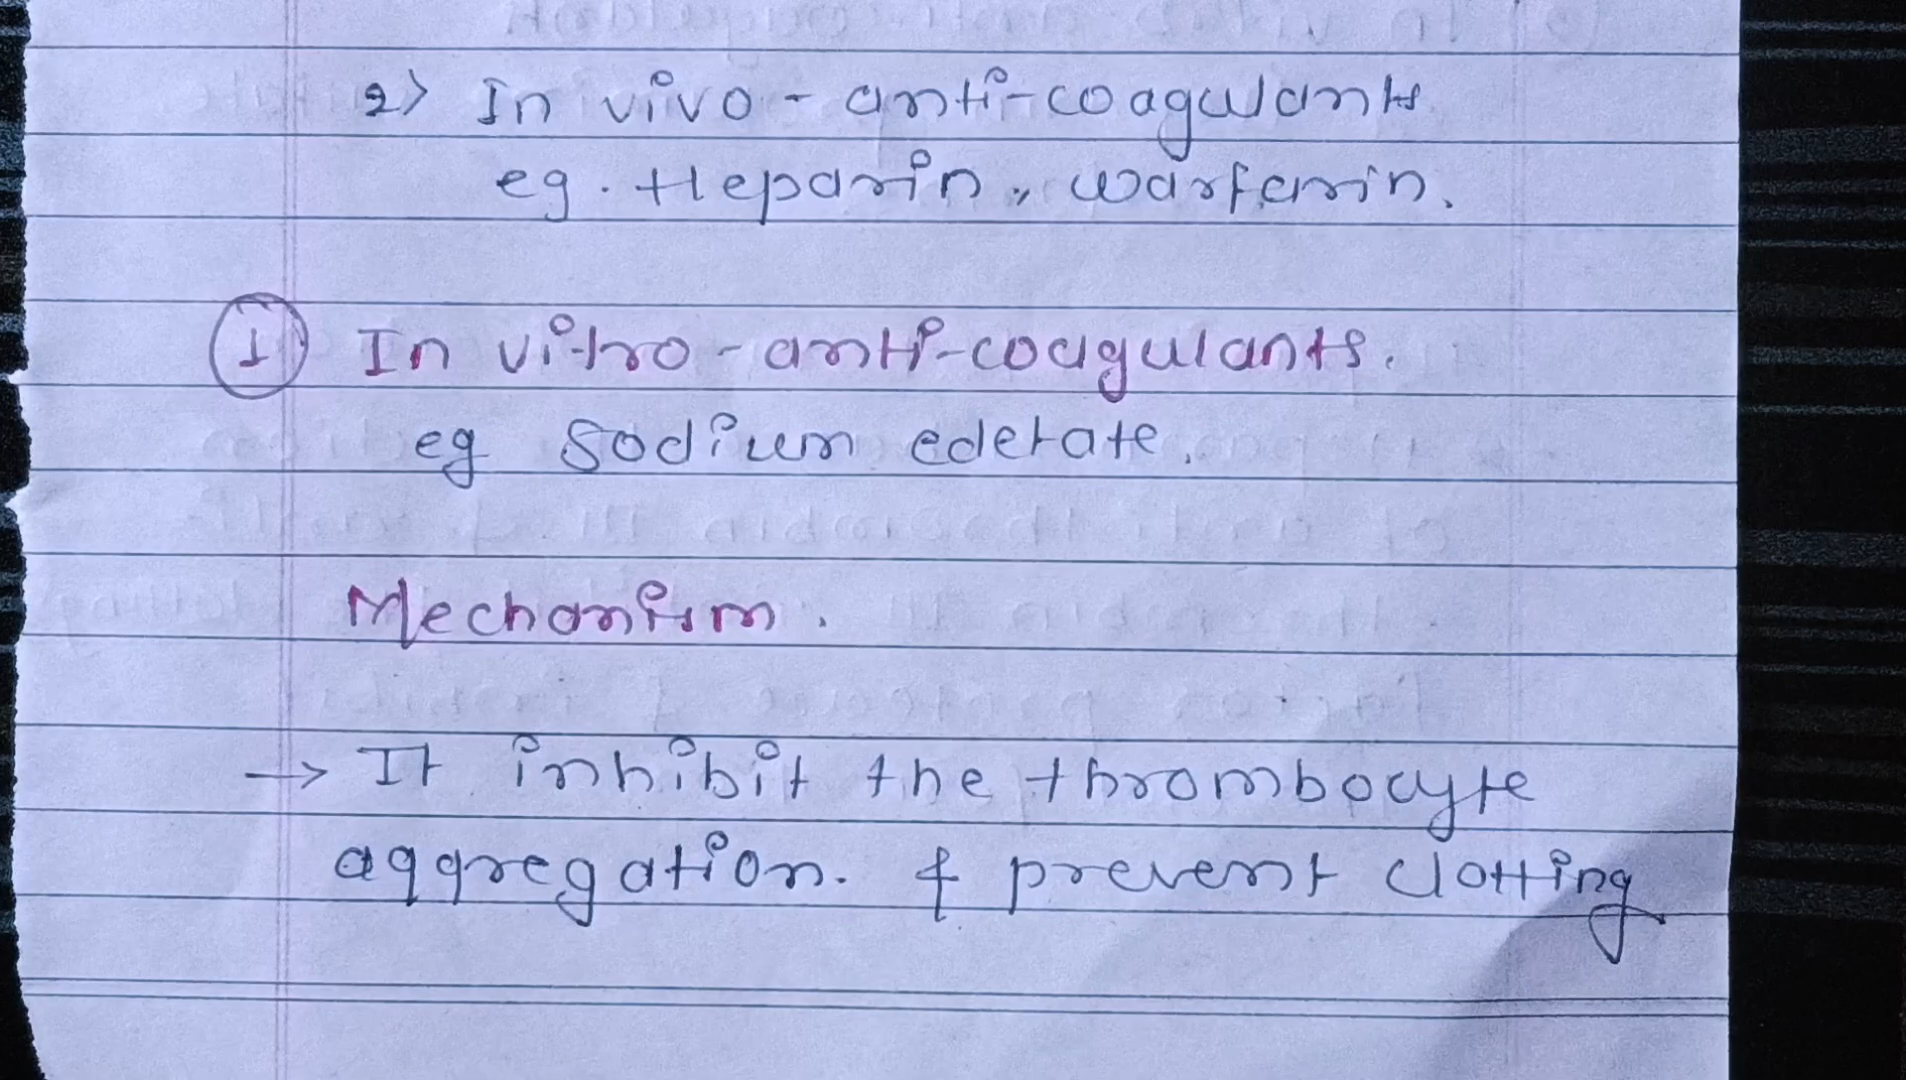 2) In vivo - anti-coagulants
eg. Heparin, warfarin.
1 In vitro - anti-coagulants.
eg Sodium edetate.
Mechanism.
→ It inhibit the thrombocyte
aggregation. & prevent clotting